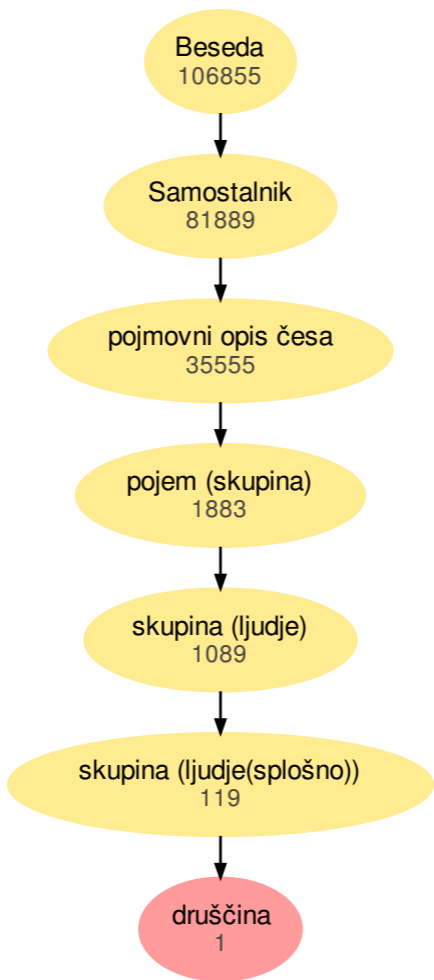 Beseda
106855
Samostalnik
81889
pojmovni opis česa
35555
pojem (skupina)
1883
skupina (ljudje)
1089
skupina (ljudje(splošno))
119
druščina
1